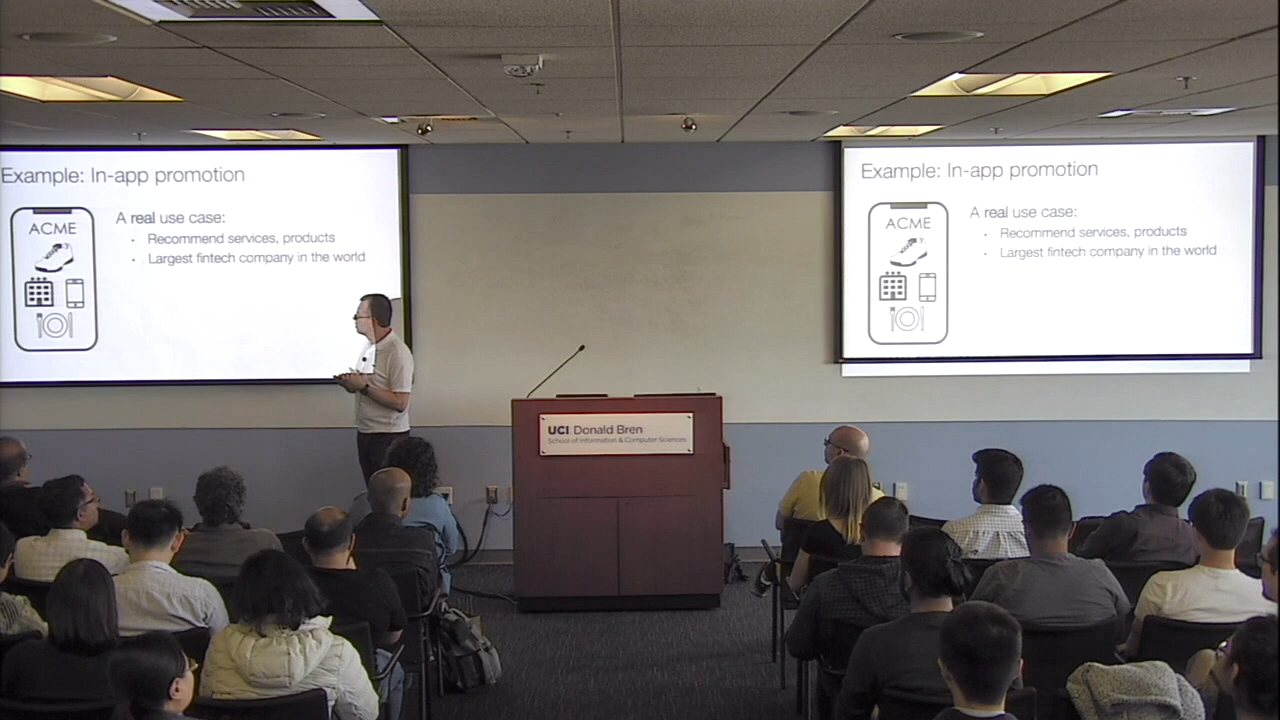 Example: In-app promotion
ACME
A real use case:
· Recommend services, products
· Largest fintech company in the world
Example: In-app promotion
ACME
A real use case:
· Recommend services, products
· Largest fintech company in the world
UCI Donald Bren
School of Information & Computer Sciences